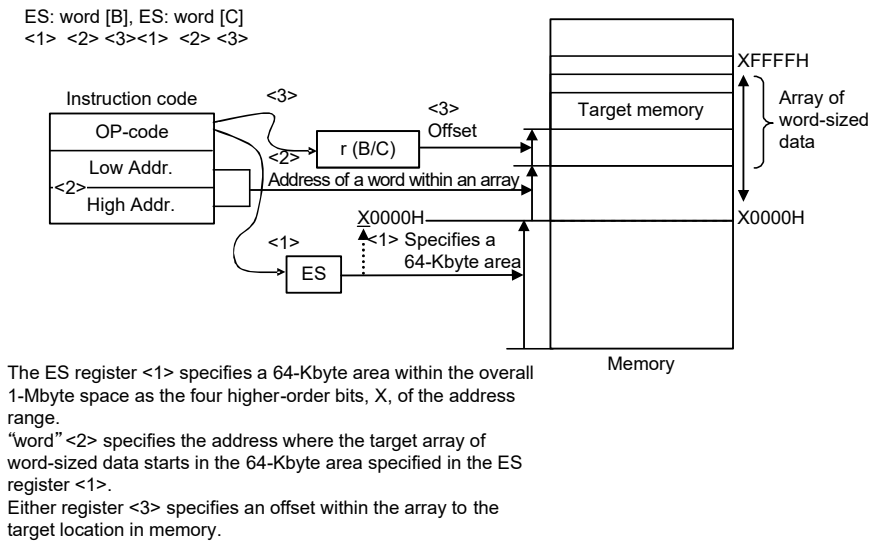 ES: word [B], ES: word [C]
<1> <2> <3><1> <2> <3>
XFFFFH
Instruction code
<3>
<3>
Array of
word-sized
data
OP-code
Offset
Target memory
r (B/C)
<2>
Low Addr.
Address of a word within an array
<2>
High Addr.
X0000H
X0000H
<1>
<1> Specifies a
64-Kbyte area
ES
Memory
The ES register <1> specifies a 64-Kbyte area within the overall
1-Mbyte space as the four higher-order bits, X, of the address
range.
“word” <2> specifies the address where the target array of
word-sized data starts in the 64-Kbyte area specified in the ES
register <1>.
Either register <3> specifies an offset within the array to the
target location in memory.